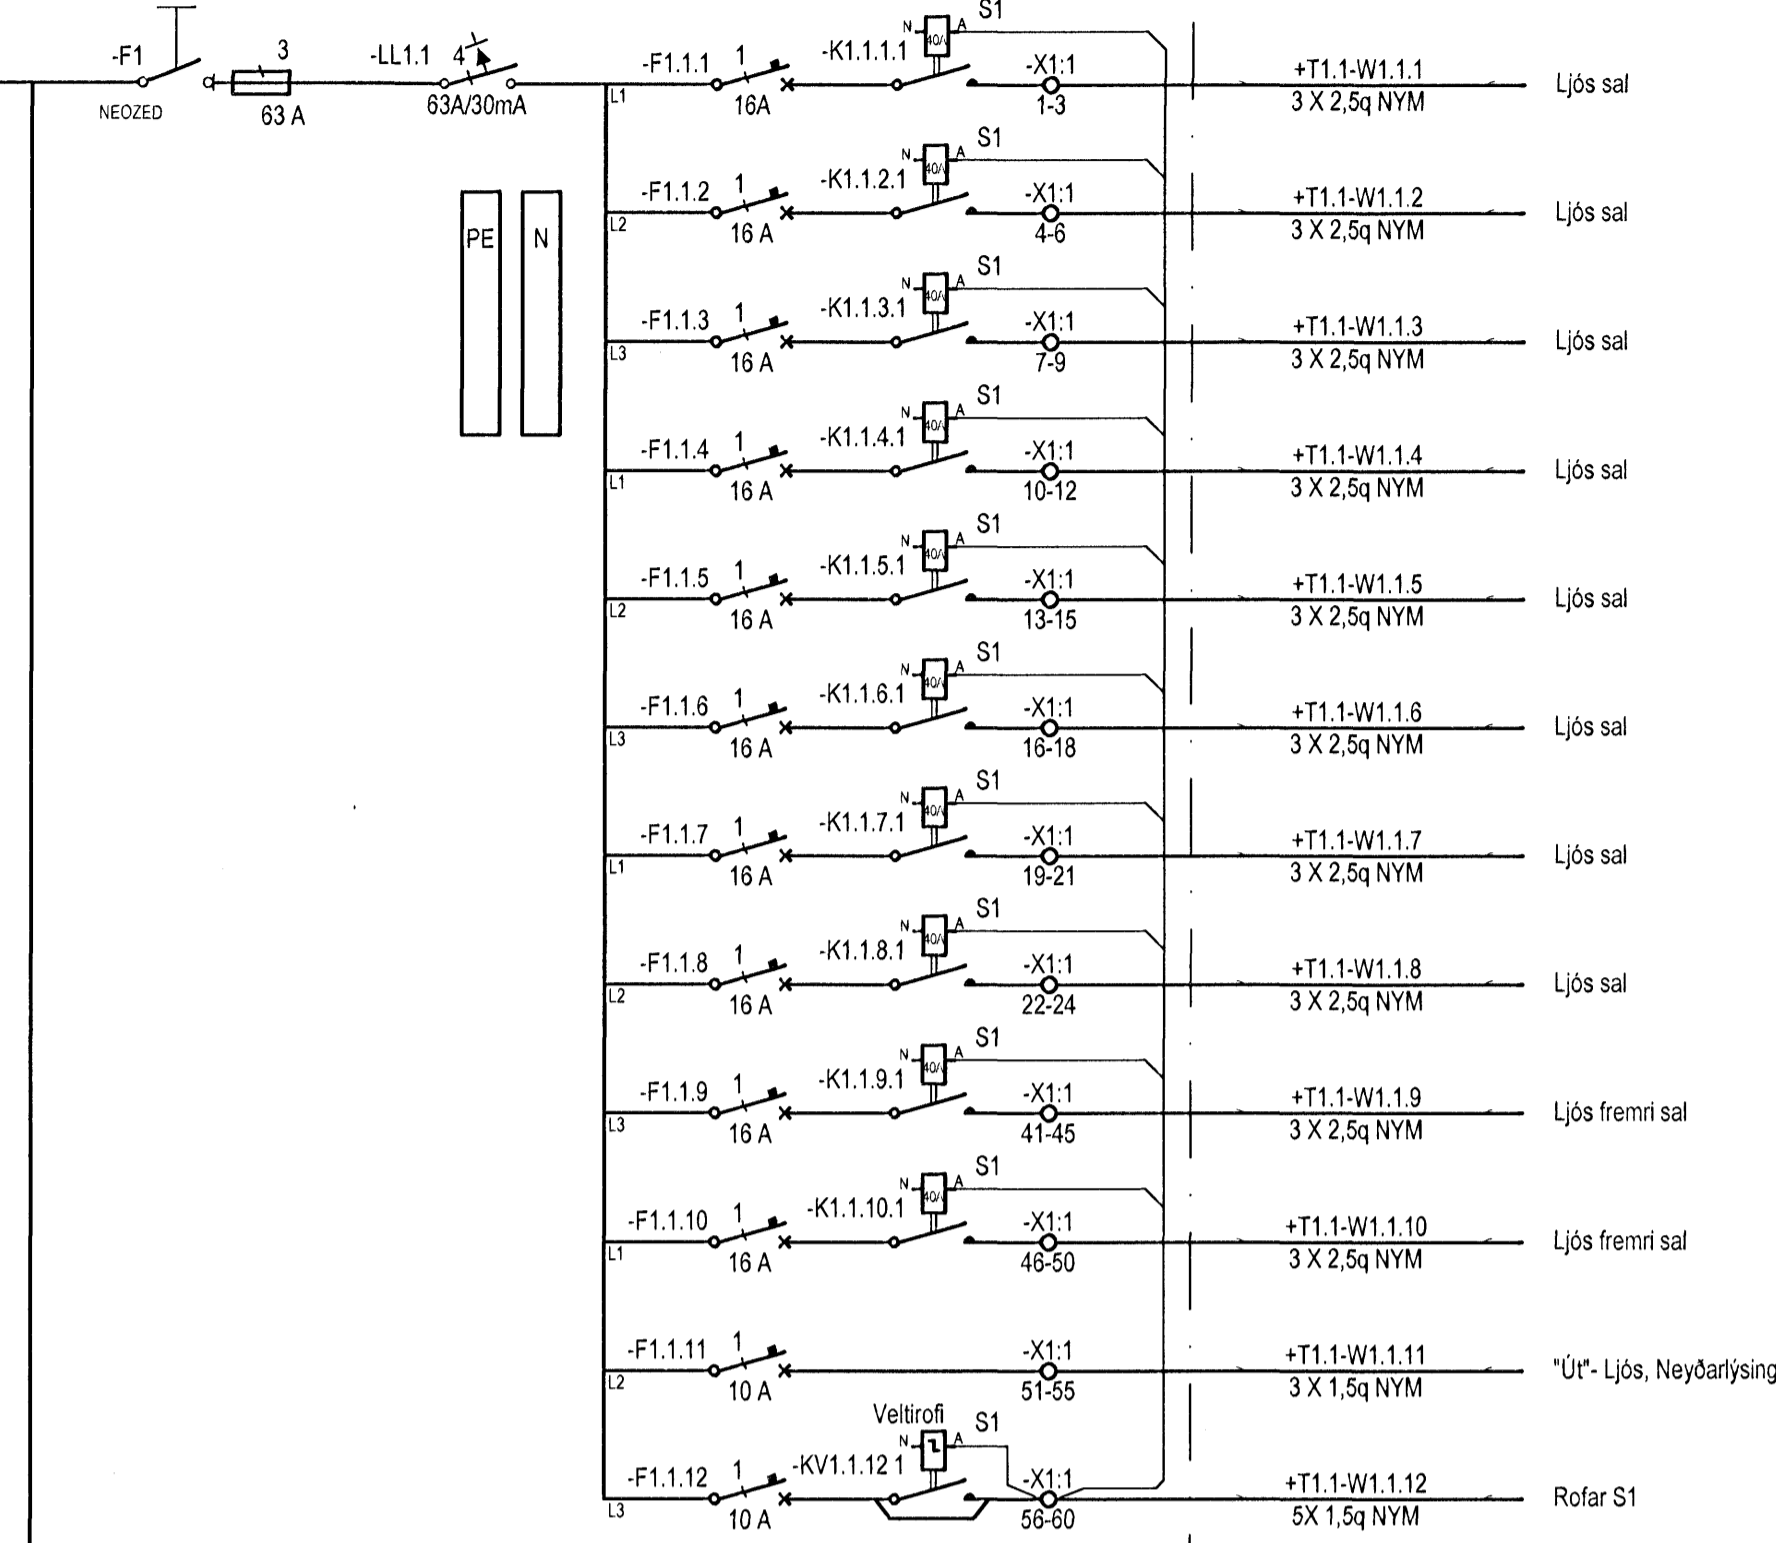 -F1
NEOZED
3
63 A
-LL1.1
4
63A/30mA
PE
N
L1
-F1.1.1
1
16A
-K1.1.1.1
N
40A
A
S1
-X1:1
1-3
+T1.1-W1.1.1
3 X 2,5q NYM
Ljós sal
L2
-F1.1.2
1
16 A
-K1.1.2.1
N
40A
A
S1
-X1:1
4-6
+T1.1-W1.1.2
3 X 2,5q NYM
Ljós sal
L3
-F1.1.3
1
16 A
-K1.1.3.1
N
40A
A
S1
-X1:1
7-9
+T1.1-W1.1.3
3 X 2,5q NYM
Ljós sal
L1
-F1.1.4
1
16 A
-K1.1.4.1
N
40A
A
S1
-X1:1
10-12
+T1.1-W1.1.4
3 X 2,5q NYM
Ljós sal
L2
-F1.1.5
1
16 A
-K1.1.5.1
N
40A
A
S1
-X1:1
13-15
+T1.1-W1.1.5
3 X 2,5q NYM
Ljós sal
L3
-F1.1.6
1
16 A
-K1.1.6.1
N
40A
A
S1
-X1:1
16-18
+T1.1-W1.1.6
3 X 2,5q NYM
Ljós sal
L1
-F1.1.7
1
16 A
-K1.1.7.1
N
40A
A
S1
-X1:1
19-21
+T1.1-W1.1.7
3 X 2,5q NYM
Ljós sal
L2
-F1.1.8
1
16 A
-K1.1.8.1
N
40A
A
S1
-X1:1
22-24
+T1.1-W1.1.8
3 X 2,5q NYM
Ljós sal
L3
-F1.1.9
1
16 A
-K1.1.9.1
N
40A
A
S1
-X1:1
41-45
+T1.1-W1.1.9
3 X 2,5q NYM
Ljós fremri sal
L1
-F1.1.10
1
16 A
-K1.1.10.1
N
40A
A
S1
-X1:1
46-50
+T1.1-W1.1.10
3 X 2,5q NYM
Ljós fremri sal
L2
-F1.1.11
1
10 A
-X1:1
51-55
+T1.1-W1.1.11
3 X 1,5q NYM
"Út"- Ljós, Neyðarlýsing
L3
-F1.1.12
1
10 A
Veltirofi
-KV1.1.12 1
N
A
S1
-X1:1
56-60
+T1.1-W1.1.12
5X 1,5q NYM
Rofar S1